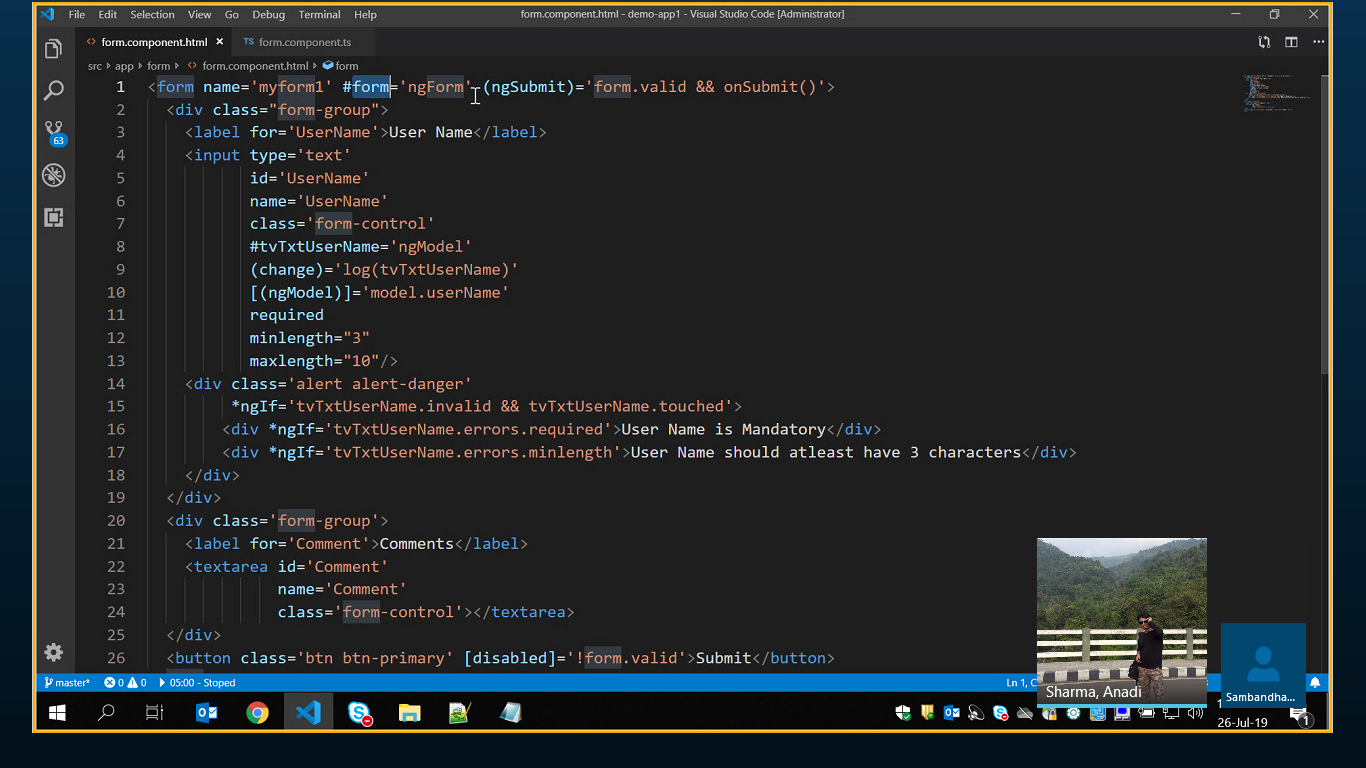 File Edit Selection View Go Debug Terminal Help
form.component.html - demo-app1 - Visual Studio Code [Administrator]
<> form.component.html ×
TS form.component.ts
src > app > form > <> form.component.html > form
1 <form name='myform1' #form='ngForm' (ngSubmit)='form.valid && onSubmit()'>
2 <div class="form-group">
3 <label for='UserName'>User Name</label>
4 <input type='text'
5 id='UserName'
6 name='UserName'
7 class='form-control'
8 #tvTxtUserName='ngModel'
9 (change)='log(tvTxtUserName)'
10 [(ngModel)]='model.userName'
11 required
12 minlength="3"
13 maxlength="10"/>
14 <div class='alert alert-danger'
15 *ngIf='tvTxtUserName.invalid && tvTxtUserName.touched'>
16 <div *ngIf='tvTxtUserName.errors.required'>User Name is Mandatory</div>
17 <div *ngIf='tvTxtUserName.errors.minlength'>User Name should atleast have 3 characters</div>
18 </div>
19 </div>
20 <div class='form-group'>
21 <label for='Comment'>Comments</label>
22 <textarea id='Comment'
23 name='Comment'
24 class='form-control'></textarea>
25 </div>
26 <button class='btn btn-primary' [disabled]='!form.valid'>Submit</button>
63
master* 0 0 05:00 - Stoped
Ln 1, C
Sharma, Anadi
Sambandha...
26-Jul-19
1